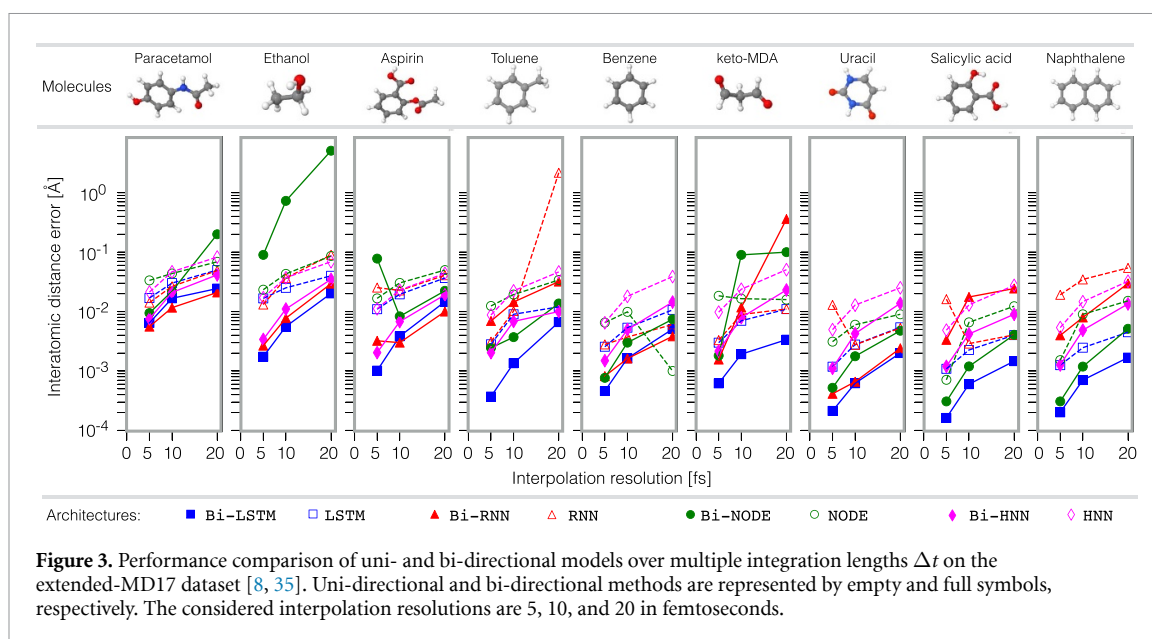 Molecules
Paracetamol Ethanol Aspirin Toluene Benzene keto-MDA Uracil Salicylic acid Naphthalene
Interatomic distance error [Å]
10^0
10^-1
10^-2
10^-3
10^-4
0 5 10 20 0 5 10 20 0 5 10 20 0 5 10 20 0 5 10 20 0 5 10 20 0 5 10 20 0 5 10 20 0 5 10 20
Interpolation resolution [fs]
Architectures: Bi-LSTM LSTM Bi-RNN RNN Bi-NODE NODE Bi-HNN HNN
Figure 3. Performance comparison of uni- and bi-directional models over multiple integration lengths Δt on the
extended-MD17 dataset [8, 35]. Uni-directional and bi-directional methods are represented by empty and full symbols,
respectively. The considered interpolation resolutions are 5, 10, and 20 in femtoseconds.